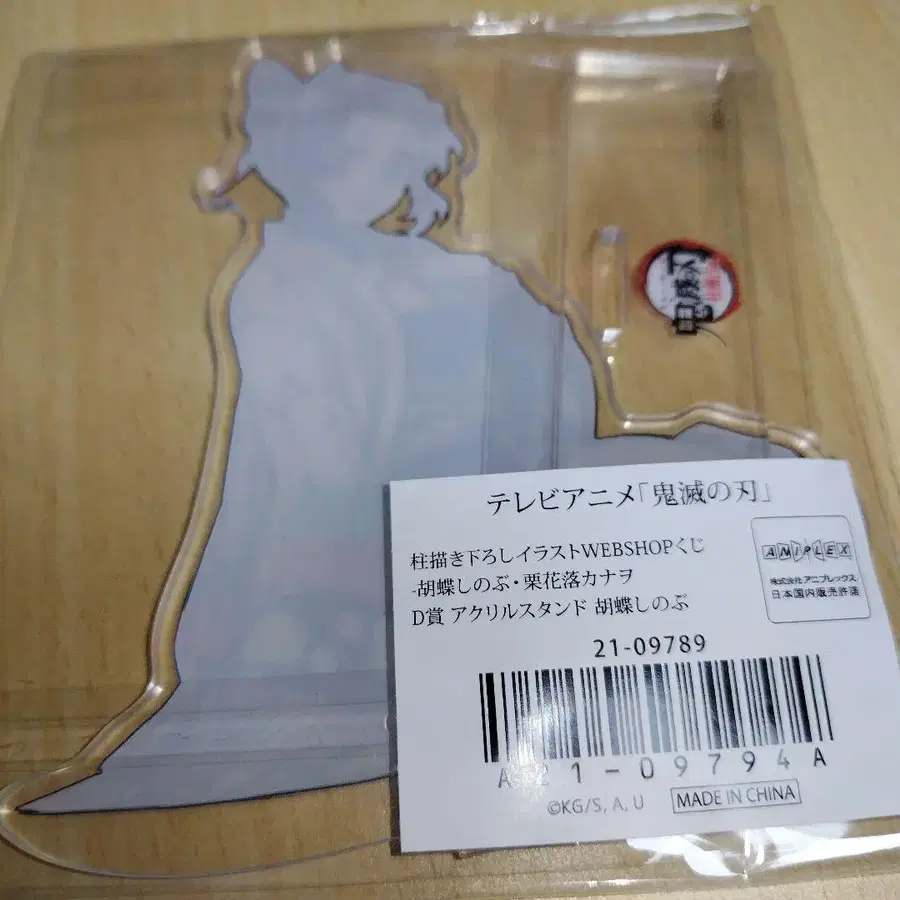 鬼滅の刃
テレビアニメ「鬼滅の刃」
柱描き下ろしイラストWEBSHOPくじ
-胡蝶しのぶ・栗花落カナヲ
D賞 アクリルスタンド 胡蝶しのぶ
ANIPLEX
株式会社 アニプレックス
日本国内販売許諾
21-09789
A21-09794A
©KG/S, A, U
MADE IN CHINA